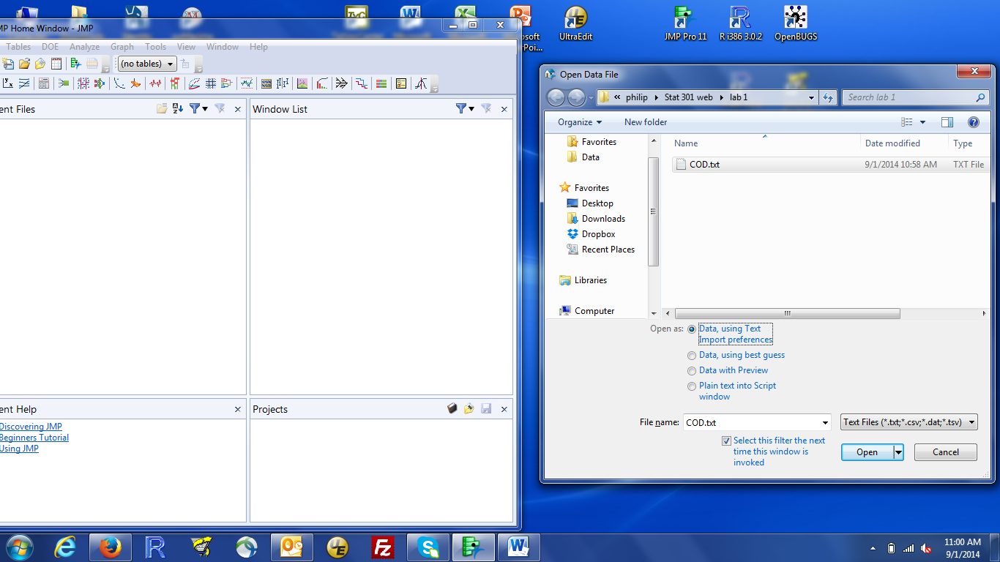 MP Home Window - JMP
Tables DOE Analyze Graph Tools View Window Help
(no tables)
ent Files
Window List
ent Help
Discovering JMP
Beginners Tutorial
Using JMP
Projects
osoft
rPoi...
UltraEdit
JMP Pro 11
R i386 3.0.2
OpenBUGS
Open Data File
« philip Stat 301 web lab 1
Search lab 1
Organize New folder
Favorites
Data
Favorites
Desktop
Downloads
Dropbox
Recent Places
Libraries
Computer
Name Date modified Type
COD.txt 9/1/2014 10:58 AM TXT File
Open as: Data, using Text
Import preferences
Data, using best guess
Data with Preview
Plain text into Script
window
File name: COD.txt Text Files (*.txt;*.csv;*.dat;*.tsv)
Select this filter the next
time this window is
invoked
Open Cancel
11:00 AM
9/1/2014